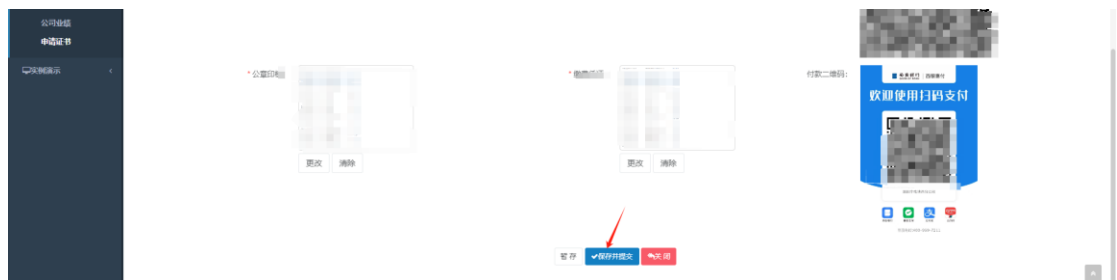 公司业绩
申请证书
实例演示
* 公章印
付款二维码：
欢迎使用扫码支付
更改 清除
更改 清除
暂 存 保存并提交 关 闭